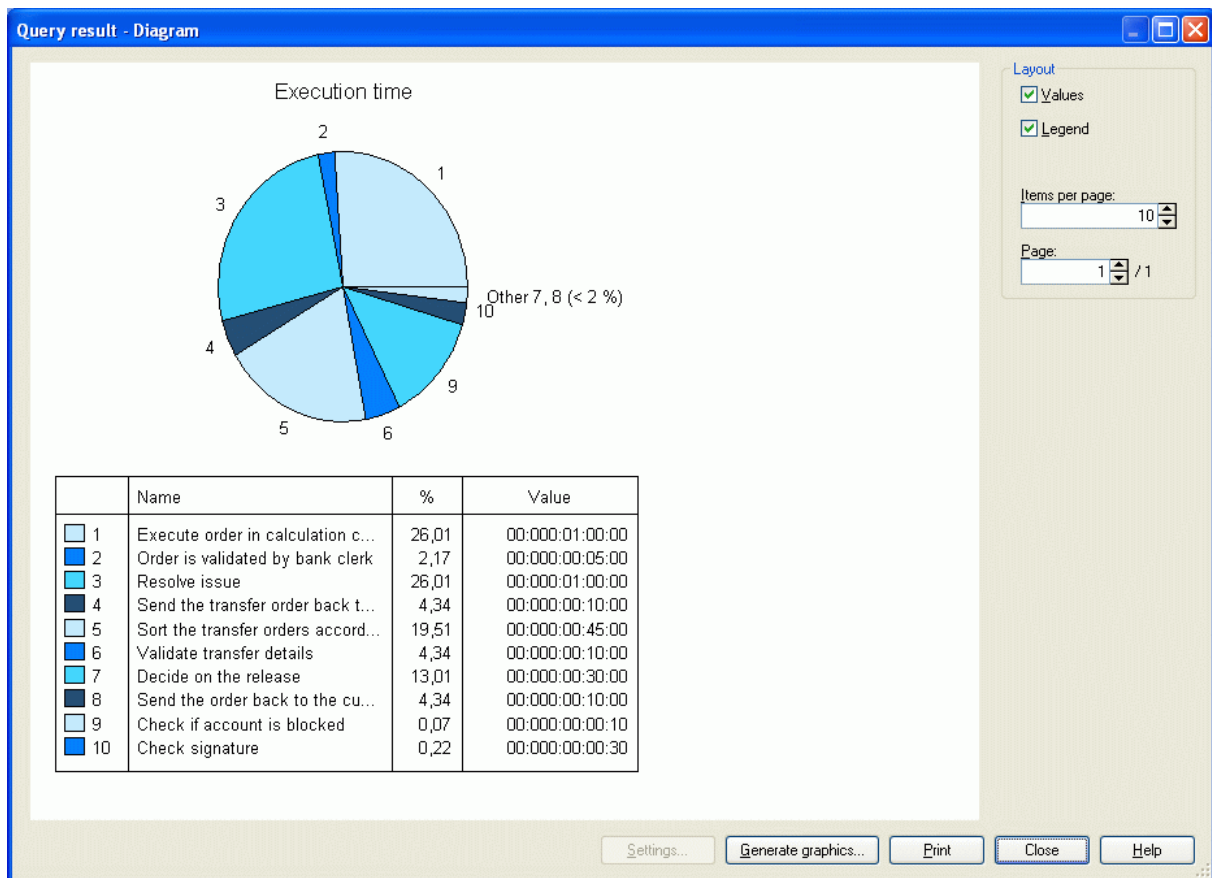 Query result - Diagram
Execution time
2
1
3
Other 7, 8 (< 2 %)
10
4
9
5
6
Name % Value
1 Execute order in calculation c... 26,01 00:000:01:00:00
2 Order is validated by bank clerk 2,17 00:000:00:05:00
3 Resolve issue 26,01 00:000:01:00:00
4 Send the transfer order back t... 4,34 00:000:00:10:00
5 Sort the transfer orders accord... 19,51 00:000:00:45:00
6 Validate transfer details 4,34 00:000:00:10:00
7 Decide on the release 13,01 00:000:00:30:00
8 Send the order back to the cu... 4,34 00:000:00:10:00
9 Check if account is blocked 0,07 00:000:00:00:10
10 Check signature 0,22 00:000:00:00:30
Layout
Values
Legend
Items per page:
10
Page:
1 / 1
Settings... Generate graphics... Print Close Help